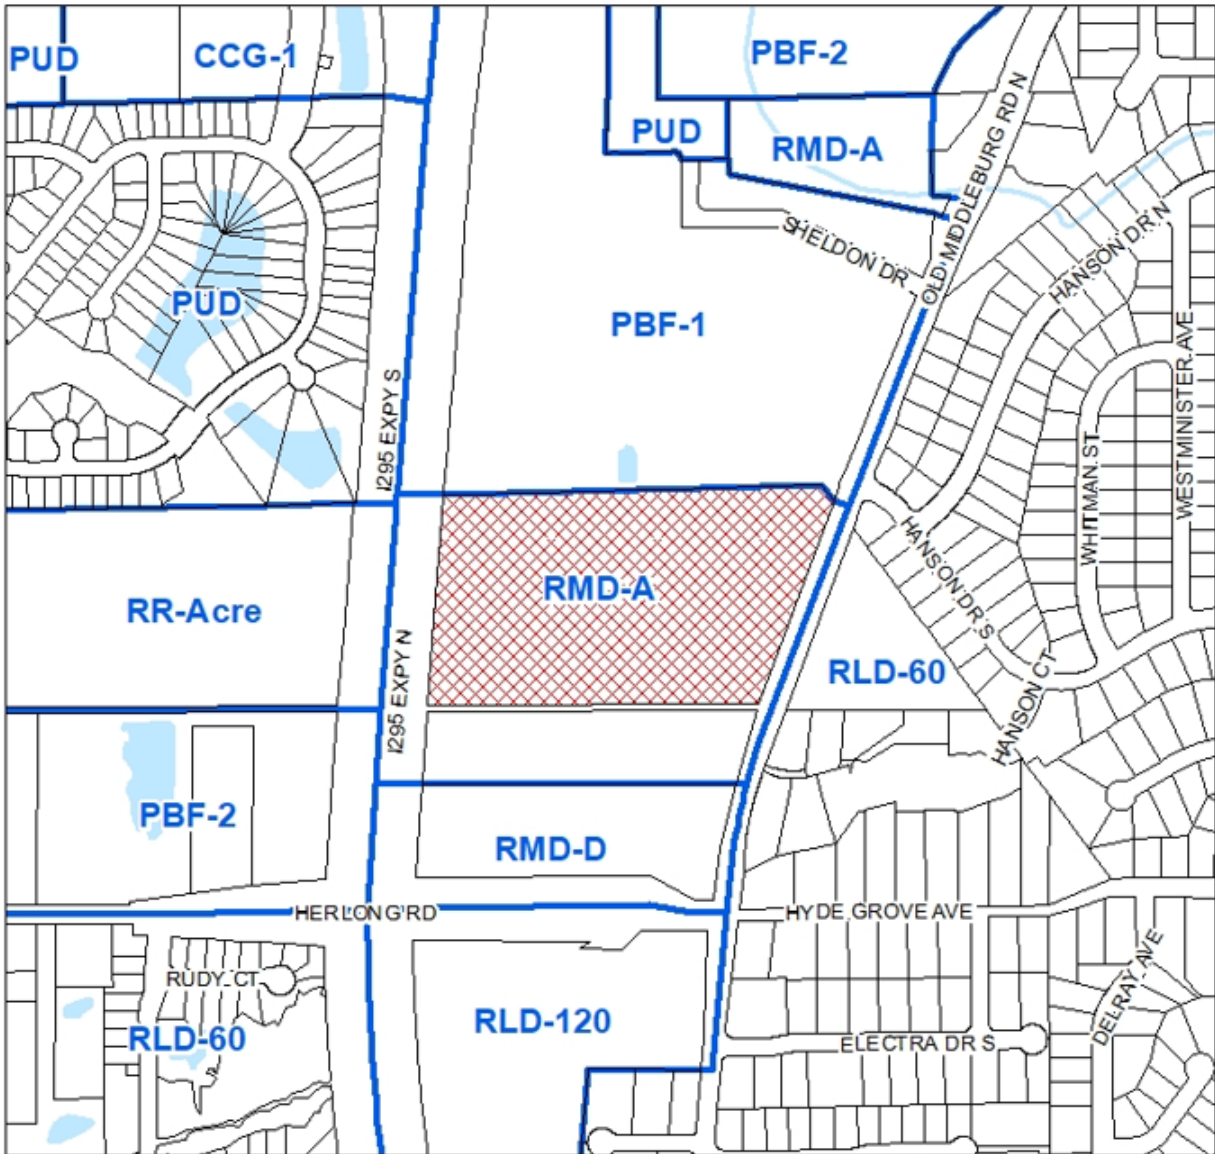 PUD
CCG-1
PBF-2
PUD
RMD-A
OLD MIDDLEBURG RD N
SHELDON DR
HANSON DR N
PUD
PBF-1
WESTMINISTER AVE
I295 EXPY S
WHITMAN ST
HANSON DR S
RMD-A
RR-Acre
I295 EXPY N
RLD-60
HANSON CT
PBF-2
RMD-D
HERLONG RD
HYDE GROVE AVE
RUDY CT
DELRAY AVE
RLD-120
RLD-60
ELECTRA DR S